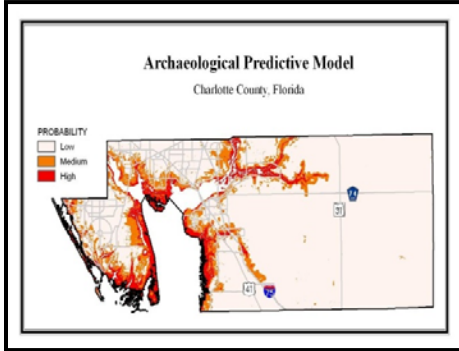 Archaeological Predictive Model
Charlotte County, Florida
PROBABILITY
Low
Medium
High
74
31
41
75